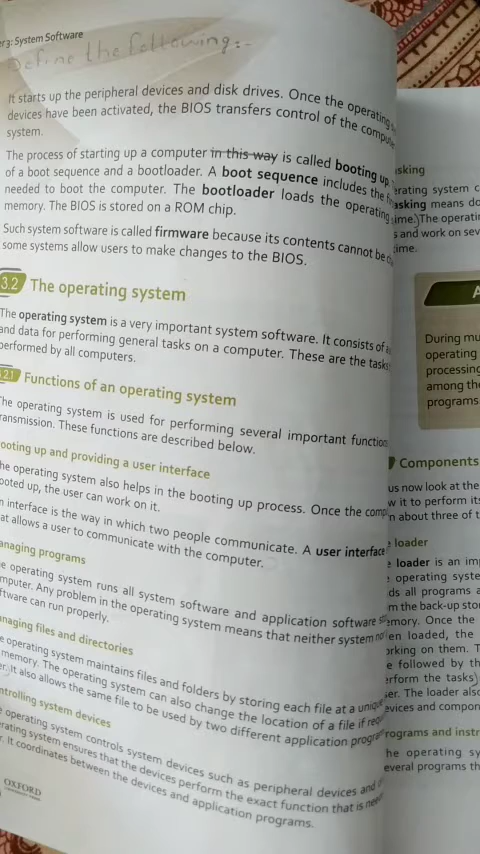 er3: System Software
Define the following:-
It starts up the peripheral devices and disk drives. Once the operating
devices have been activated, the BIOS transfers control of the compute
system.
The process of starting up a computer in this way is called booting up
of a boot sequence and a bootloader. A boot sequence includes the
needed to boot the computer. The bootloader loads the operating
memory. The BIOS is stored on a ROM chip.
Such system software is called firmware because its contents cannot be
some systems allow users to make changes to the BIOS.
3.2 The operating system
The operating system is a very important system software. It consists of
and data for performing general tasks on a computer. These are the tasks
performed by all computers.
3.2.1 Functions of an operating system
The operating system is used for performing several important function
ransmission. These functions are described below.
ooting up and providing a user interface
he operating system also helps in the booting up process. Once the comp
ooted up, the user can work on it.
n interface is the way in which two people communicate. A user interface
at allows a user to communicate with the computer.
anaging programs
e operating system runs all system software and application software
mputer. Any problem in the operating system means that neither system no
ftware can run properly.
anaging files and directories
e operating system maintains files and folders by storing each file at a unique
memory. The operating system can also change the location of a file if req
er. It also allows the same file to be used by two different application progra
ntrolling system devices
e operating system controls system devices such as peripheral devices and
erating system ensures that the devices perform the exact function that is nee
r. It coordinates between the devices and application programs.
OXFORD
UNIVERSITY PRESS
asking
erating system c
asking means do
time.) The operati
s and work on sev
time.
A
During mu
operating
processing
among the
programs
Components
us now look at the
w it to perform its
n about three of t
e loader
e loader is an imp
e operating syste
ds all programs a
m the back-up sto
emory. Once the
en loaded, the
orking on them. T
e followed by th
erform the tasks)
ser. The loader also
evices and compon
rograms and instr
he operating sy
everal programs th